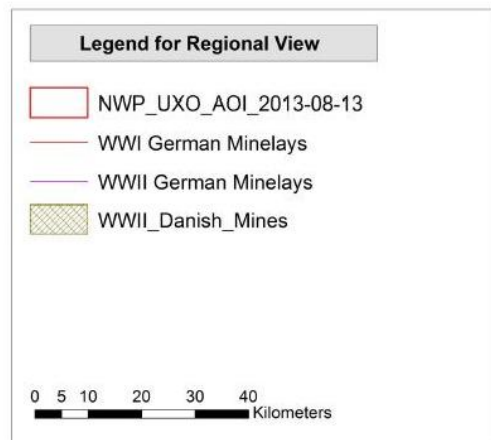 Legend for Regional View
NWP_UXO_AOI_2013-08-13
WWI German Minelays
WWII German Minelays
WWII_Danish_Mines
0 5 10 20 30 40
Kilometers